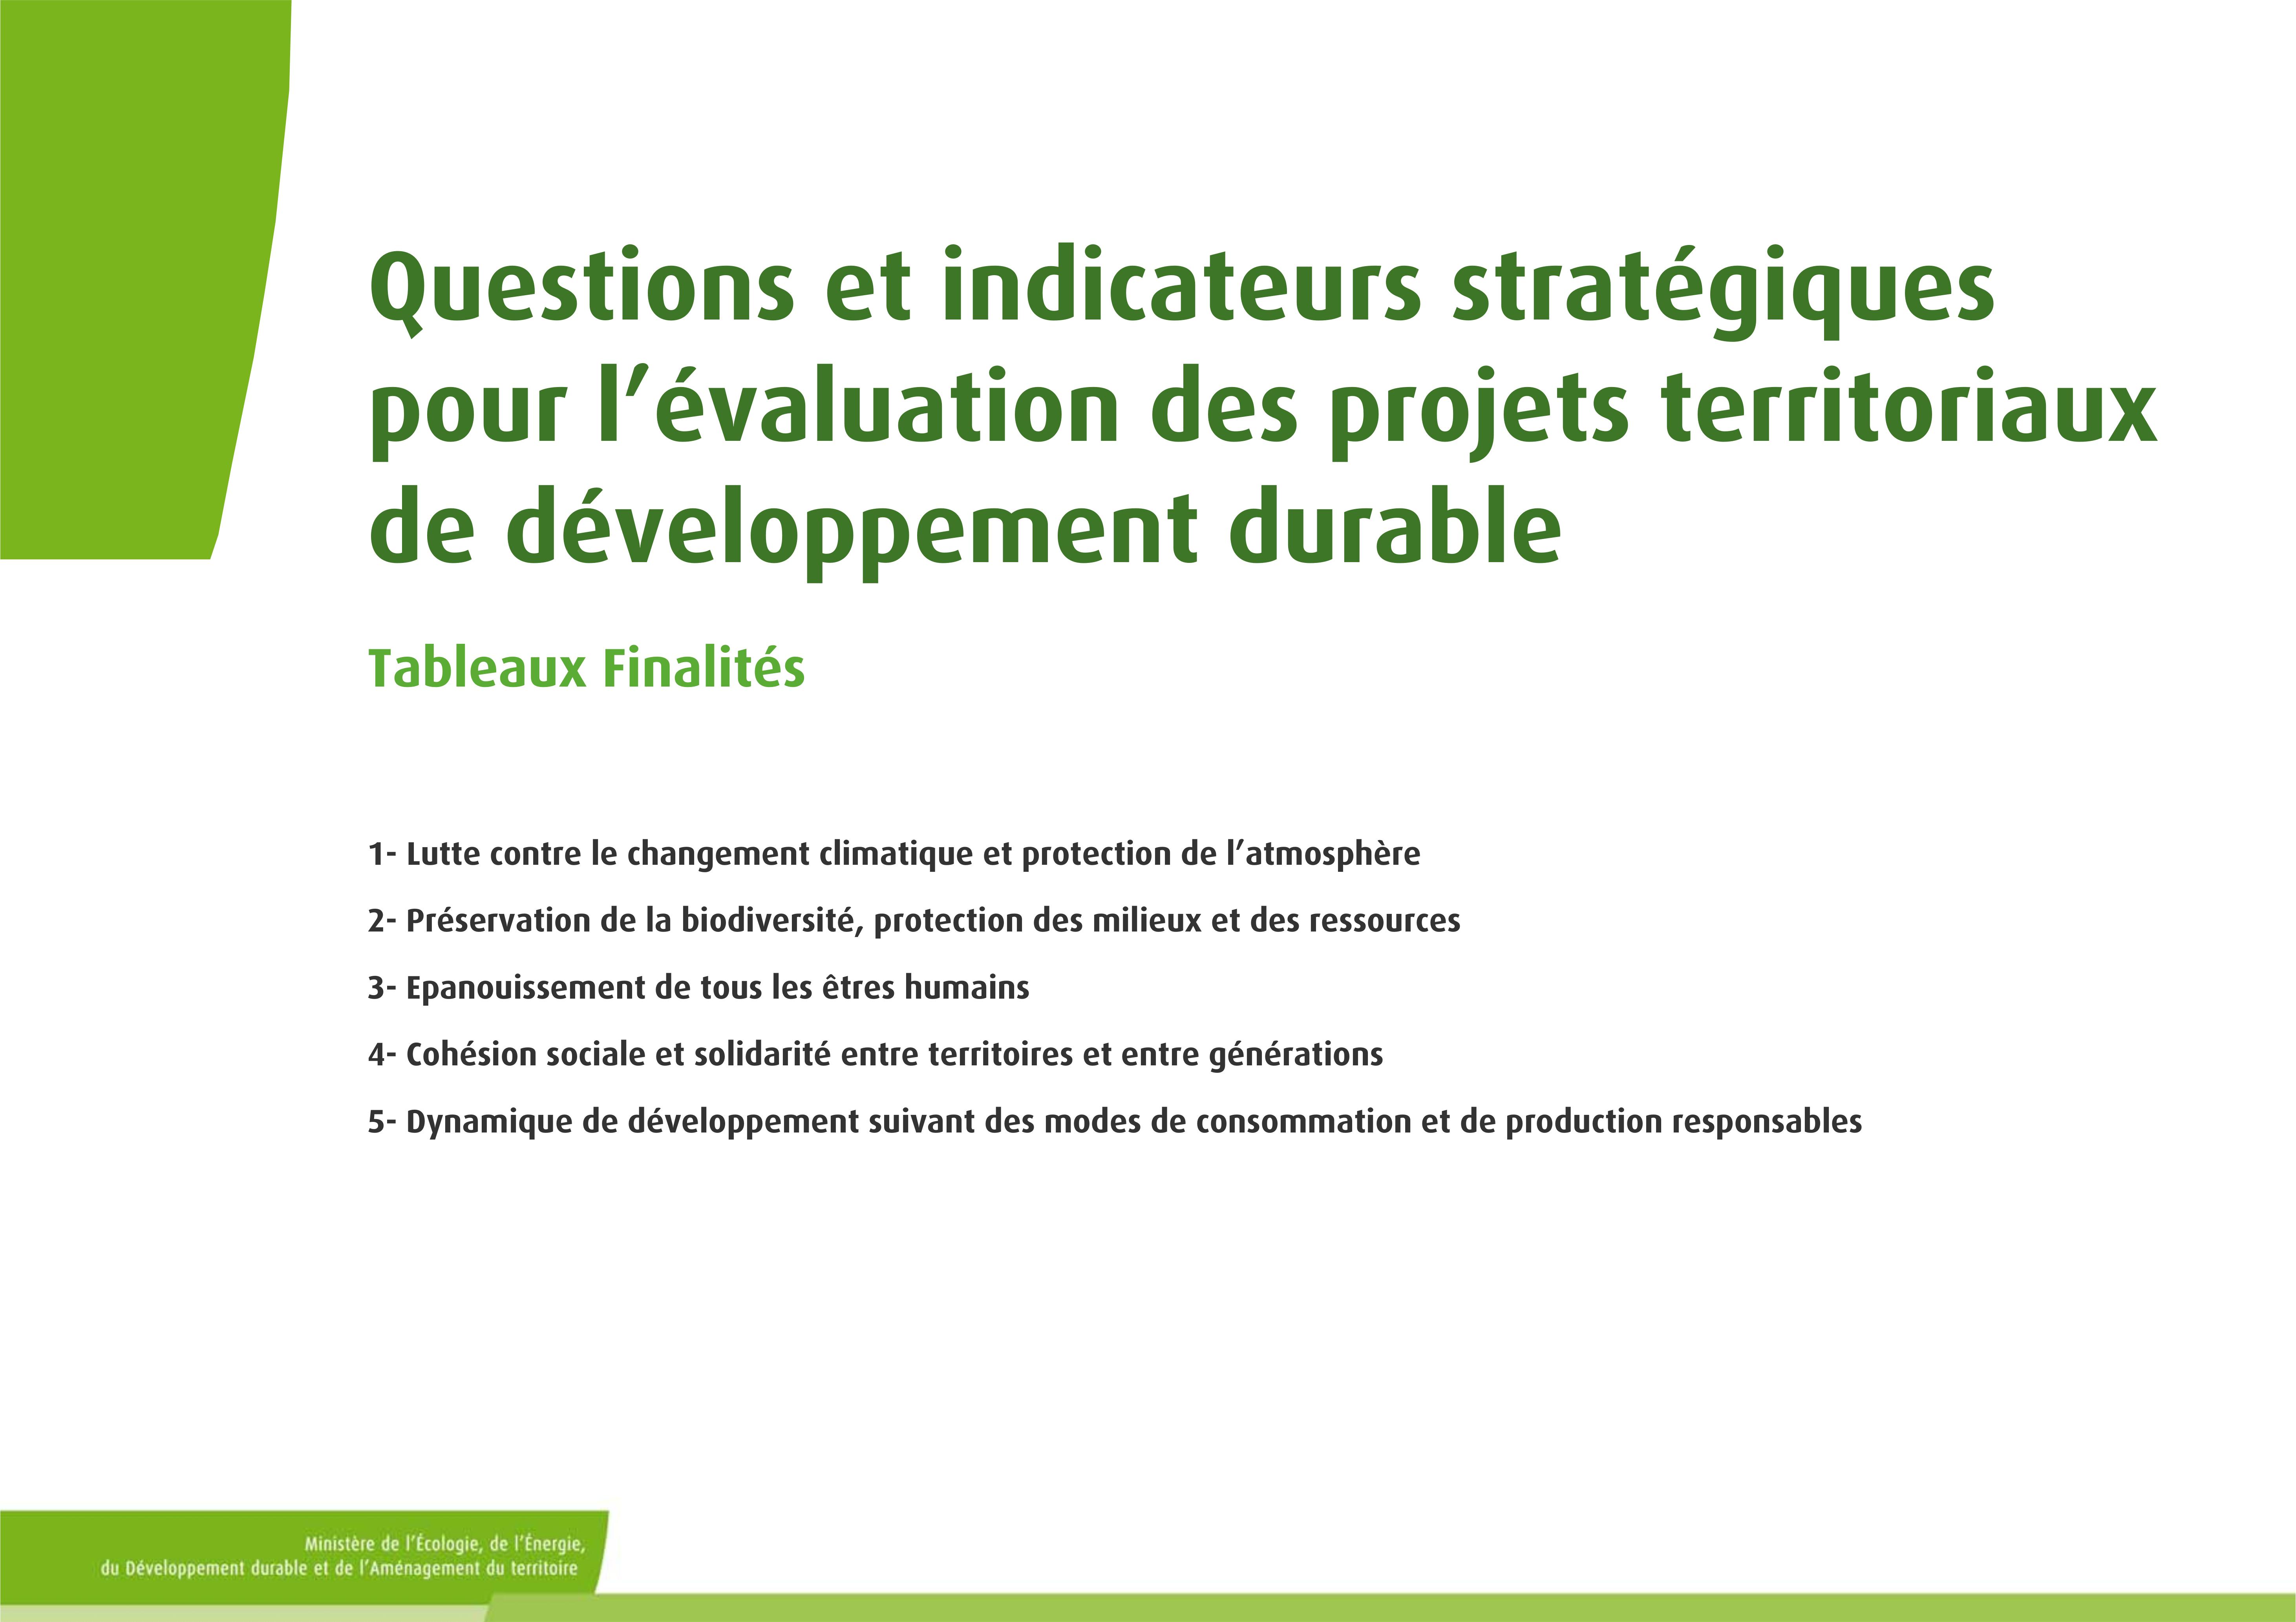 Questions et indicateurs stratégiques
pour l’évaluation des projets territoriaux
de développement durable
Tableaux Finalités
1- Lutte contre le changement climatique et protection de l’atmosphère
2- Préservation de la biodiversité, protection des milieux et des ressources
3- Epanouissement de tous les êtres humains
4- Cohésion sociale et solidarité entre territoires et entre générations
5- Dynamique de développement suivant des modes de consommation et de production responsables
Ministère de l’Écologie, de l’Énergie,
du Développement durable et de l’Aménagement du territoire